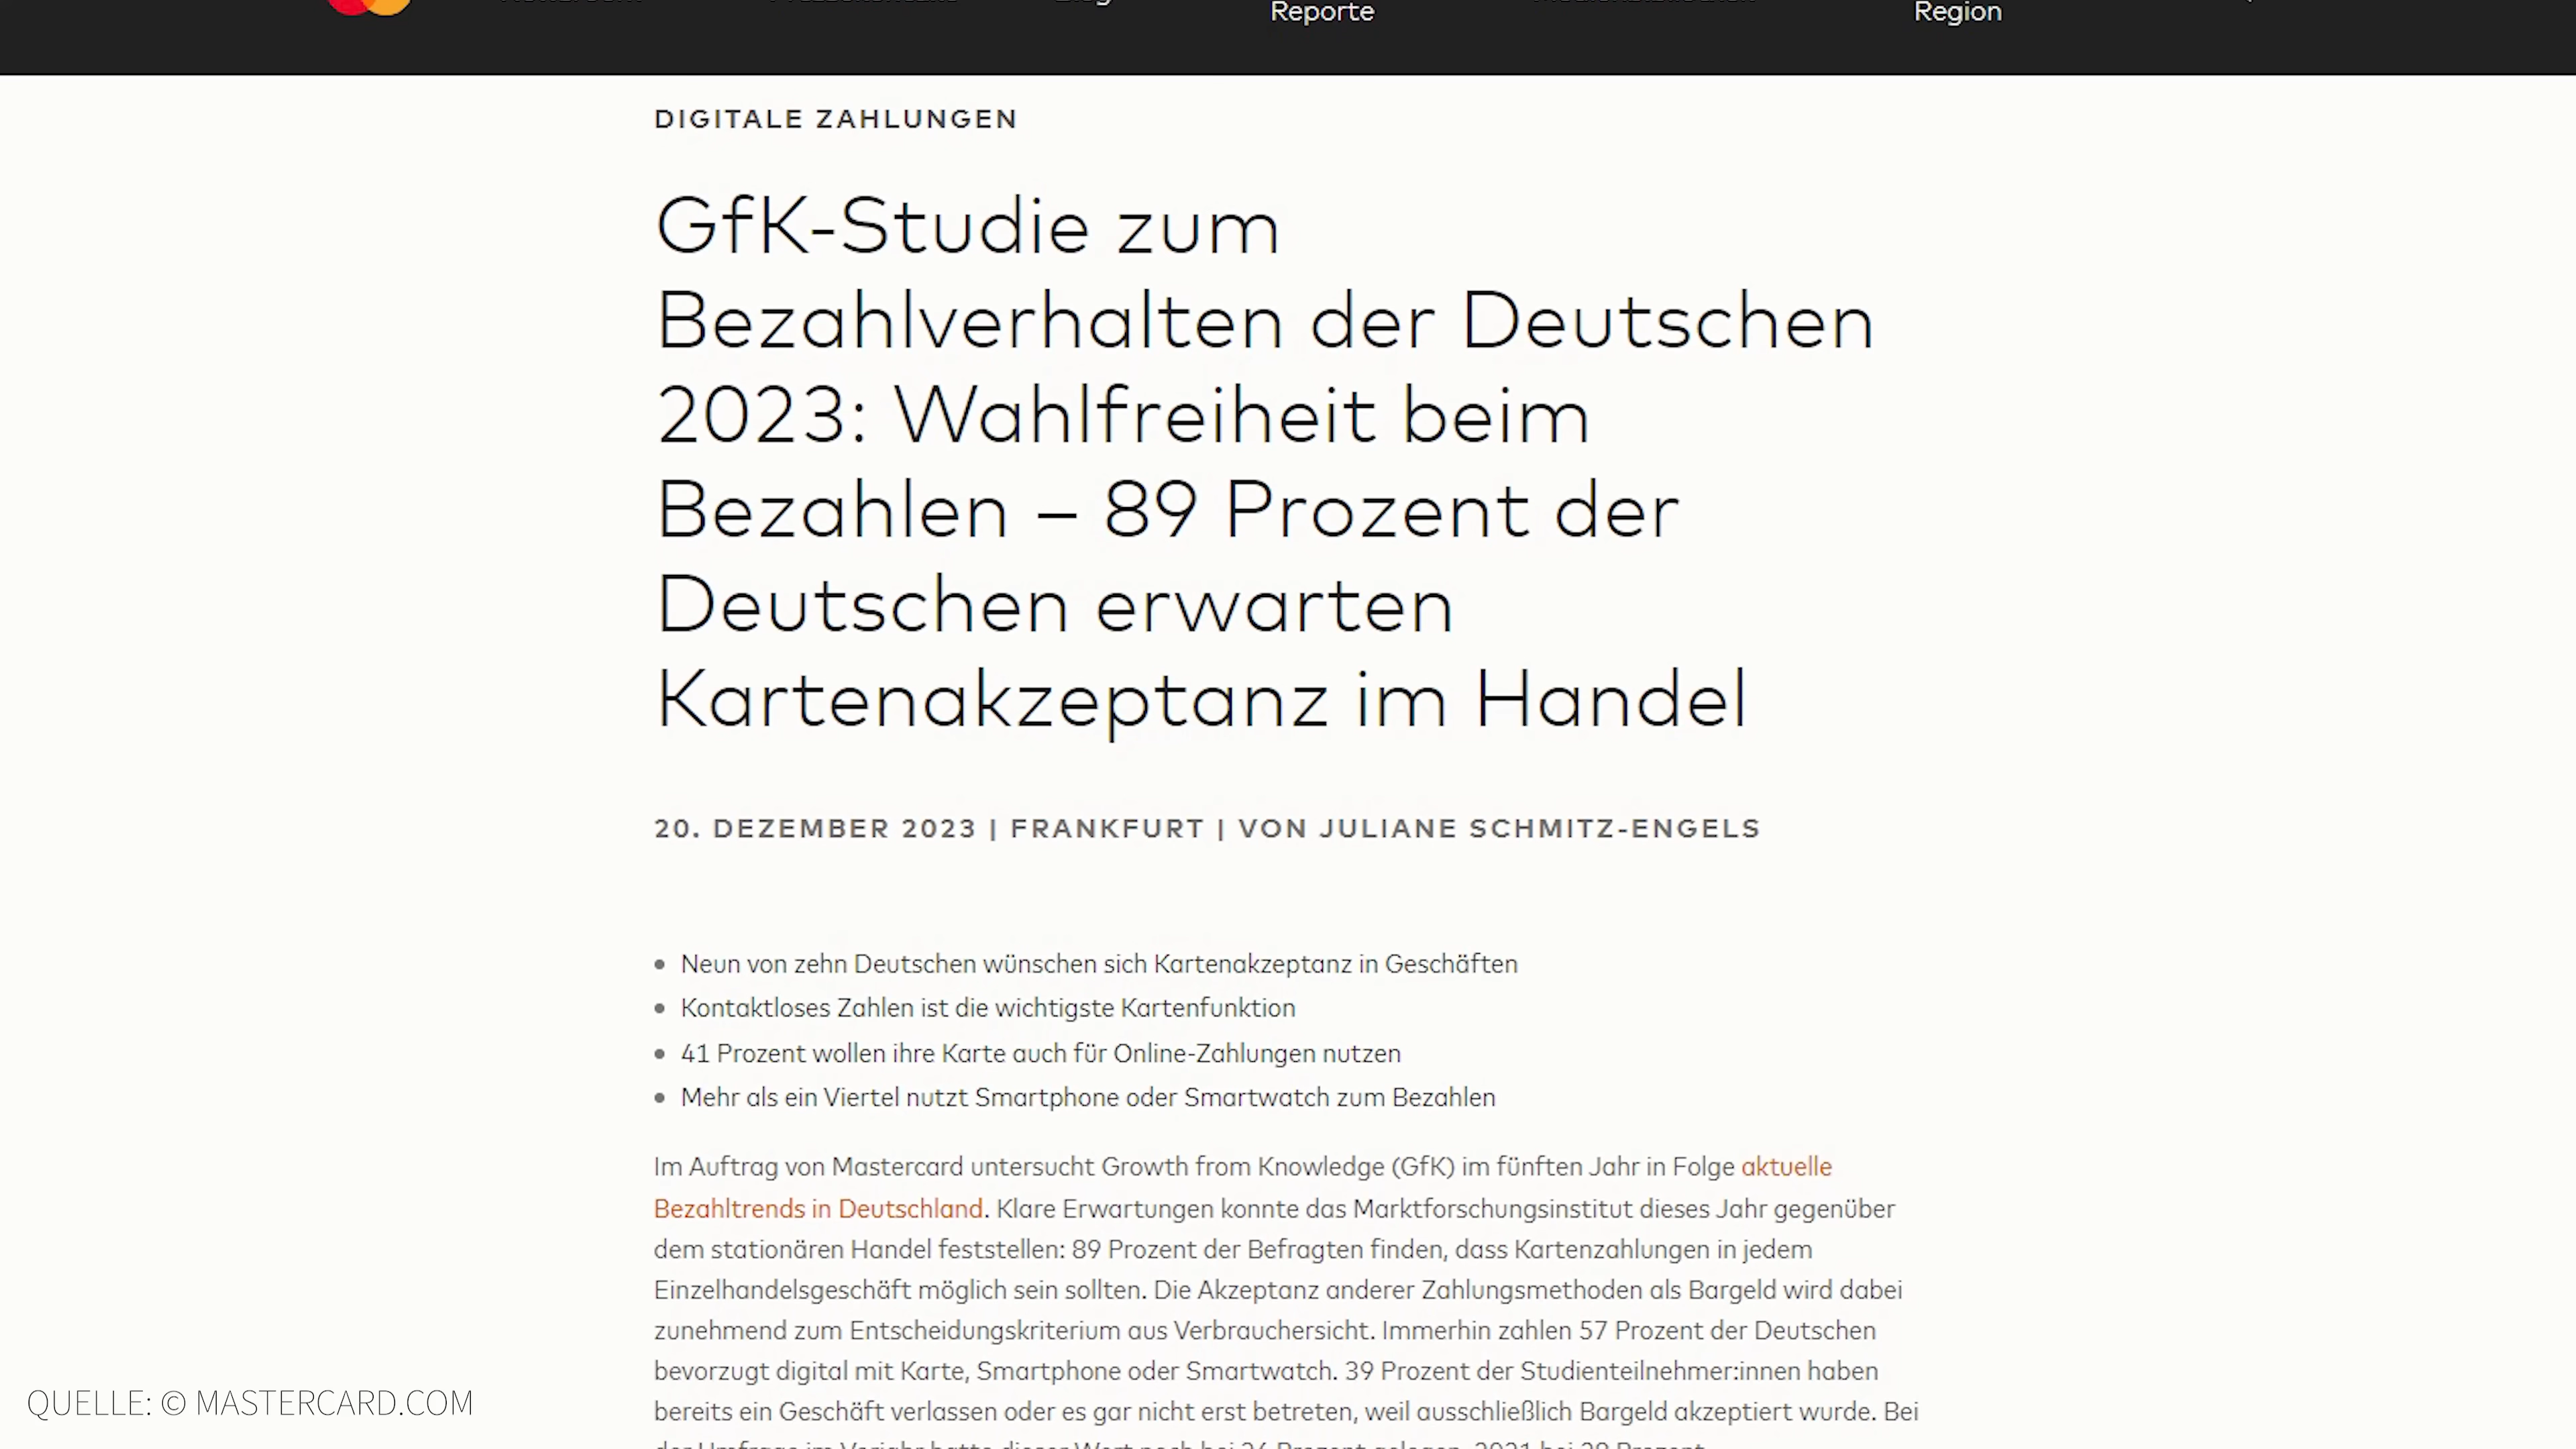 Reporte
Region
DIGITALE ZAHLUNGEN
GfK-Studie zum
Bezahlverhalten der Deutschen
2023: Wahlfreiheit beim
Bezahlen – 89 Prozent der
Deutschen erwarten
Kartenakzeptanz im Handel
20. DEZEMBER 2023 | FRANKFURT | VON JULIANE SCHMITZ-ENGELS
• Neun von zehn Deutschen wünschen sich Kartenakzeptanz in Geschäften
• Kontaktloses Zahlen ist die wichtigste Kartenfunktion
• 41 Prozent wollen ihre Karte auch für Online-Zahlungen nutzen
• Mehr als ein Viertel nutzt Smartphone oder Smartwatch zum Bezahlen
Im Auftrag von Mastercard untersucht Growth from Knowledge (GfK) im fünften Jahr in Folge aktuelle
Bezahltrends in Deutschland. Klare Erwartungen konnte das Marktforschungsinstitut dieses Jahr gegenüber
dem stationären Handel feststellen: 89 Prozent der Befragten finden, dass Kartenzahlungen in jedem
Einzelhandelsgeschäft möglich sein sollten. Die Akzeptanz anderer Zahlungsmethoden als Bargeld wird dabei
zunehmend zum Entscheidungskriterium aus Verbrauchersicht. Immerhin zahlen 57 Prozent der Deutschen
bevorzugt digital mit Karte, Smartphone oder Smartwatch. 39 Prozent der Studienteilnehmer:innen haben
bereits ein Geschäft verlassen oder es gar nicht erst betreten, weil ausschließlich Bargeld akzeptiert wurde. Bei
QUELLE: © MASTERCARD.COM